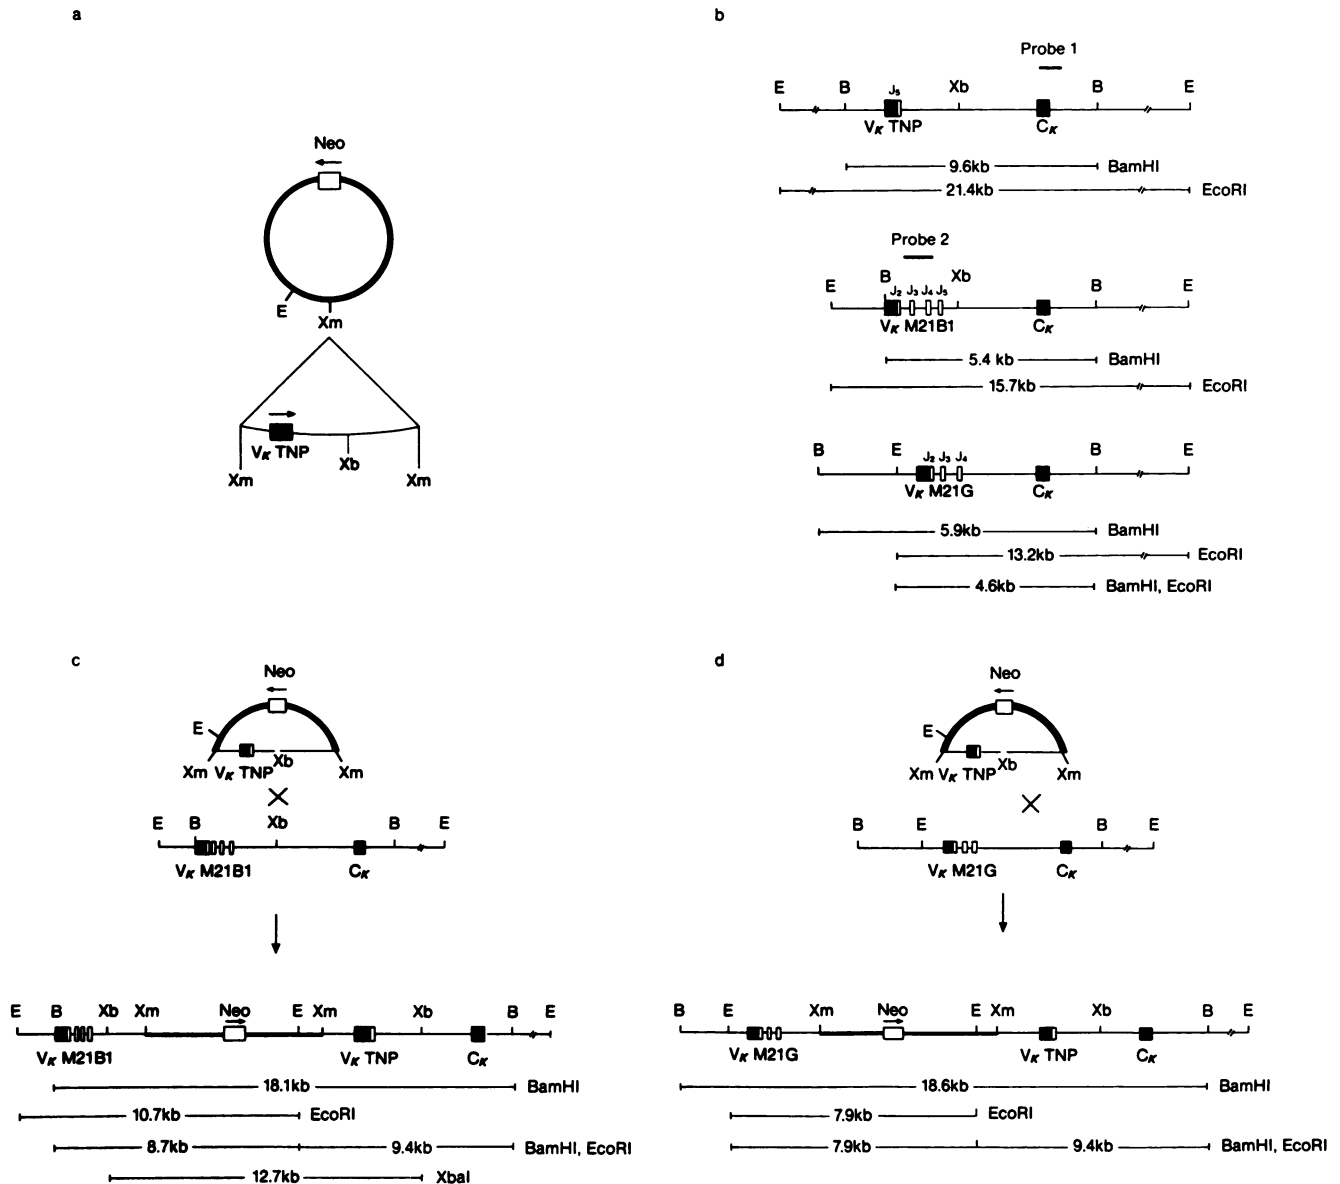 a
Neo
E
Xm
Vκ TNP
Xb
Xm
Xm
b
Probe 1
E B J5 Xb B E
Vκ TNP Cκ
9.6kb BamHI
21.4kb EcoRI
Probe 2
E B J2 J3 J4 J5 Xb B E
Vκ M21B1 Cκ
5.4 kb BamHI
15.7kb EcoRI
B E J2 J3 J4 B E
Vκ M21G Cκ
5.9kb BamHI
13.2kb EcoRI
4.6kb BamHI, EcoRI
c
Neo
E
Xm Vκ TNP Xb Xm
E B Xb B E
Vκ M21B1 Cκ
E B Xb Xm Neo E Xm Xb B E
Vκ M21B1 Vκ TNP Cκ
18.1kb BamHI
10.7kb EcoRI
8.7kb 9.4kb BamHI, EcoRI
12.7kb XbaI
d
Neo
E
Xm Vκ TNP Xb Xm
B E B E
Vκ M21G Cκ
B E Xm Neo E Xm Xb B E
Vκ M21G Vκ TNP Cκ
18.6kb BamHI
7.9kb EcoRI
7.9kb 9.4kb BamHI, EcoRI